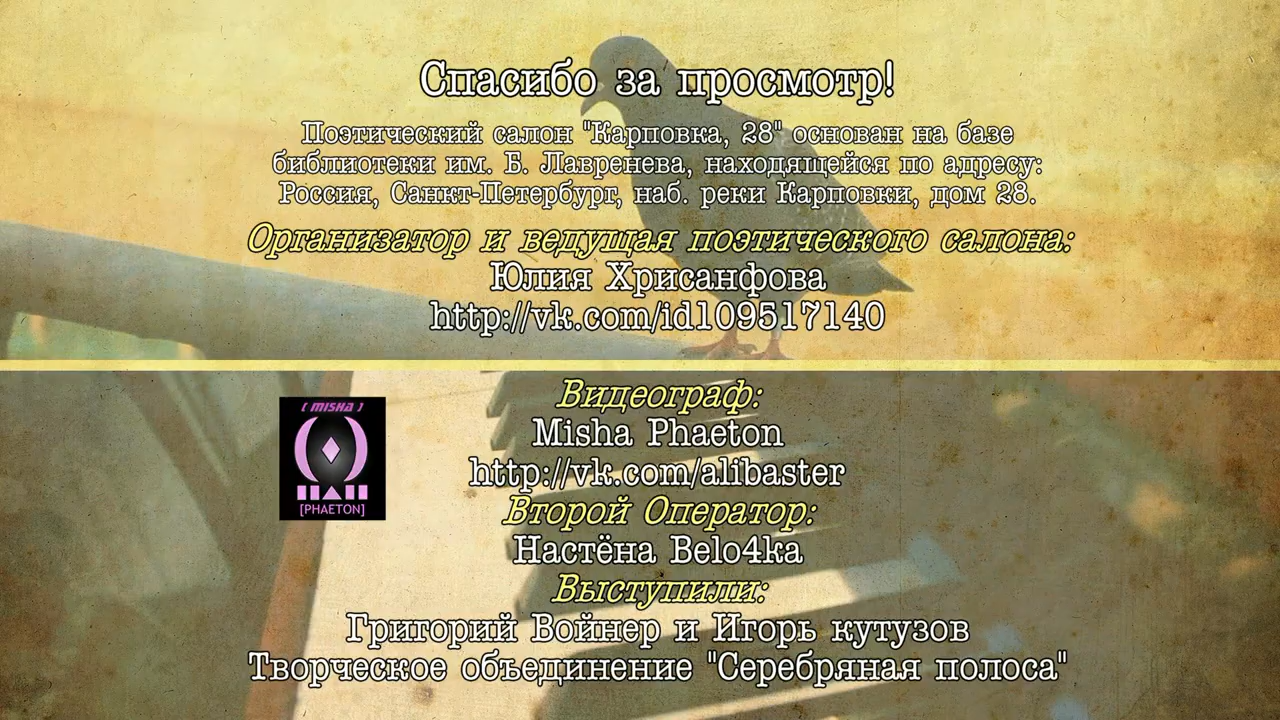 Спасибо за просмотр!
Поэтический салон "Карповка, 28" основан на базе
библиотеки им. Б. Лавренева, находящейся по адресу:
Россия, Санкт-Петербург, наб. реки Карповки, дом 28.
Организатор и ведущая поэтического салона:
Юлия Хрисанфова
http://vk.com/id109517140
Видеограф:
Misha Phaeton
http://vk.com/alibaster
( MISHA )
[PHAETON]
Второй Оператор:
Настёна Belo4ka
Выступили:
Григорий Войнер и Игорь кутузов
Творческое объединение "Серебряная полоса"